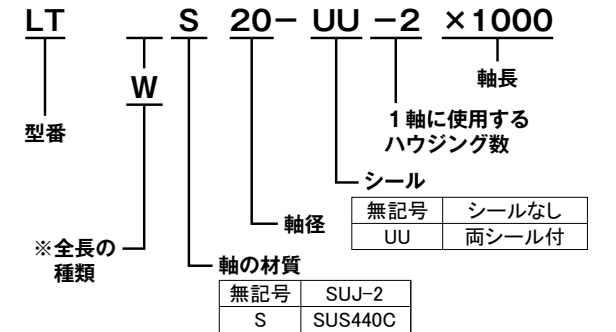 LT S 20- UU -2 ×1000
W
軸長
型番
1軸に使用する
ハウジング数
シール
無記号 シールなし
UU 両シール付
軸径
※全長の
種類
軸の材質
無記号 SUJ-2
S SUS440C